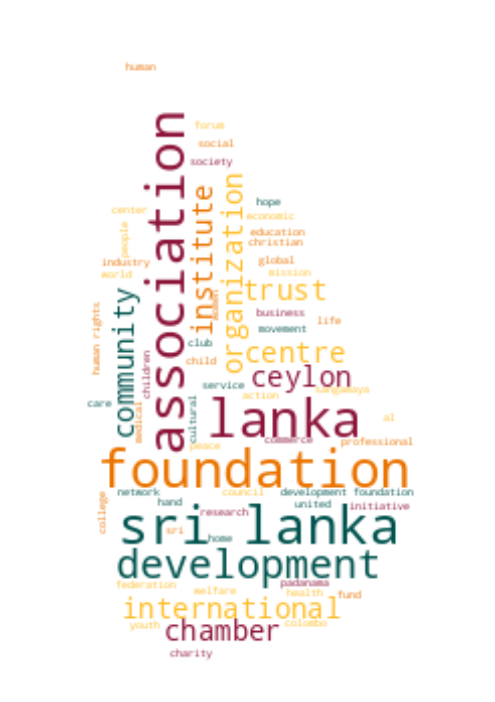 human
association
forum
social
society
institute
organization
hope
center
economic
people
education
christian
industry
global
world
mission
women
trust
community
human rights
business
life
movement
club
centre
children
child
ceylon
service
sangamaya
care
medical
cultural
action
lanka
al
peace
commerce
professional
foundation
network
council
development foundation
college
hand
united
initiative
research
sri lanka
sri
home
development
federation
padanama
welfare
health
fund
international
youth
chamber
colombo
charity